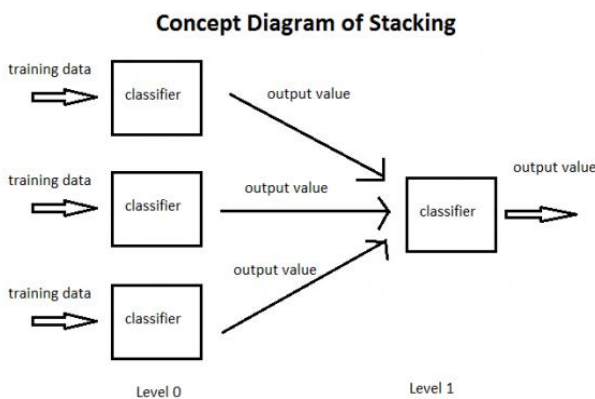 Concept Diagram of Stacking
training data
classifier
output value
training data
classifier
output value
classifier
output value
training data
classifier
output value
Level 0
Level 1